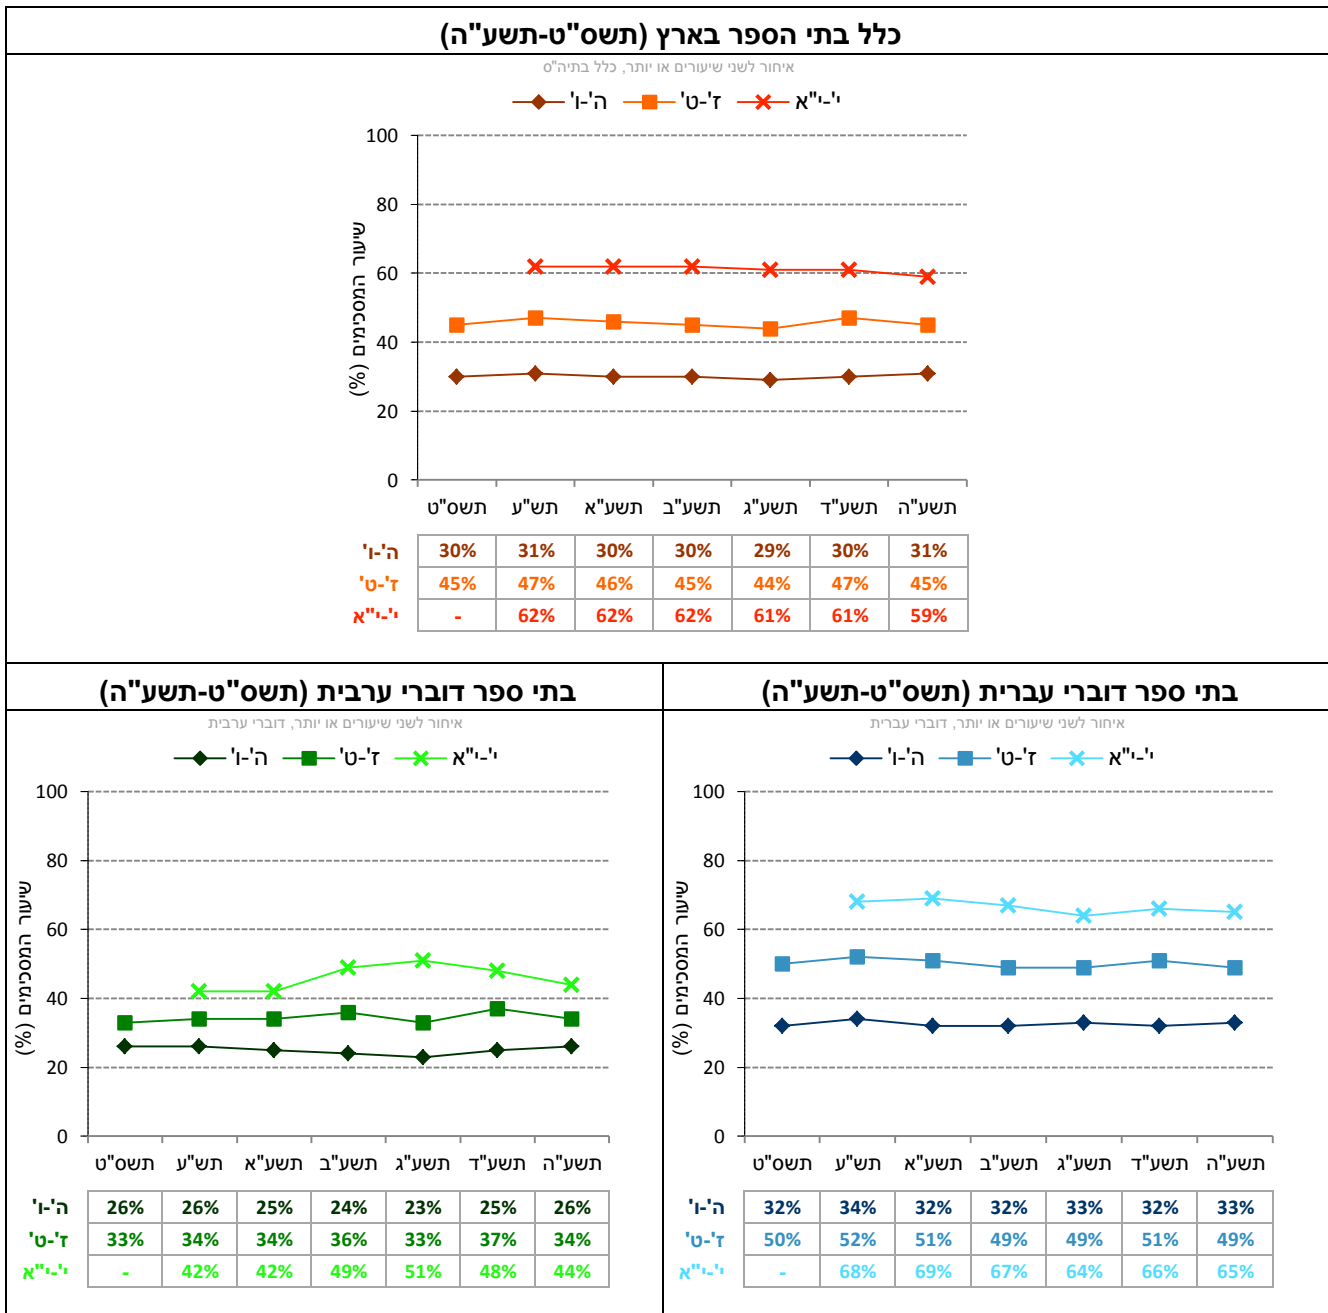 כלל בתי הספר בארץ (תשס"ט-תשע"ה)
איחור לשני שיעורים או יותר, כלל בתיה"ס
ה'-ו' ז'-ט' י'-י"א
שיעור המסכימים (%)
100
80
60
40
20
0
תשס"ט תש"ע תשע"א תשע"ב תשע"ג תשע"ד תשע"ה
ה'-ו' 30% 31% 30% 30% 29% 30% 31%
ז'-ט' 45% 47% 46% 45% 44% 47% 45%
י'-י"א - 62% 62% 62% 61% 61% 59%
בתי ספר דוברי עברית (תשס"ט-תשע"ה)
איחור לשני שיעורים או יותר, דוברי עברית
ה'-ו' ז'-ט' י'-י"א
שיעור המסכימים (%)
100
80
60
40
20
0
תשס"ט תש"ע תשע"א תשע"ב תשע"ג תשע"ד תשע"ה
ה'-ו' 32% 34% 32% 32% 33% 32% 33%
ז'-ט' 50% 52% 51% 49% 49% 51% 49%
י'-י"א - 68% 69% 67% 64% 66% 65%
בתי ספר דוברי ערבית (תשס"ט-תשע"ה)
איחור לשני שיעורים או יותר, דוברי ערבית
ה'-ו' ז'-ט' י'-י"א
שיעור המסכימים (%)
100
80
60
40
20
0
תשס"ט תש"ע תשע"א תשע"ב תשע"ג תשע"ד תשע"ה
ה'-ו' 26% 26% 25% 24% 23% 25% 26%
ז'-ט' 33% 34% 34% 36% 33% 37% 34%
י'-י"א - 42% 42% 49% 51% 48% 44%